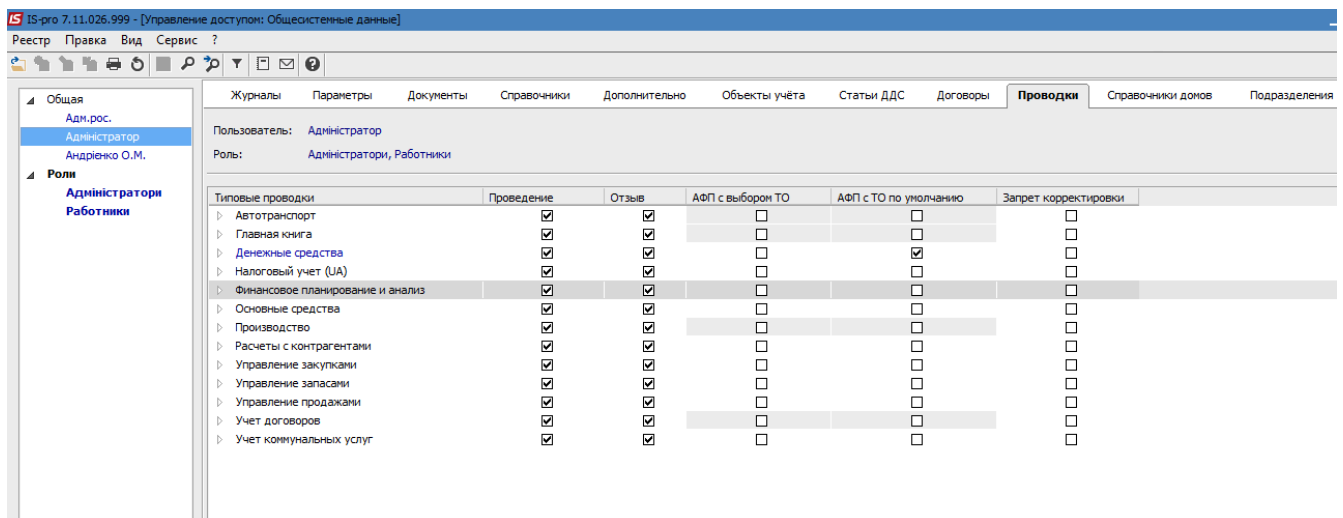 IS IS-pro 7.11.026.999 - [Управление доступом: Общесистемные данные]
Реестр Правка Вид Сервис ?
Общая
Адм.рос.
Адміністратор
Андрієнко О.М.
Роли
Адміністратори
Работники
Журналы Параметры Документы Справочники Дополнительно Объекты учёта Статьи ДДС Договоры Проводки Справочники домов Подразделения
Пользователь: Адміністратор
Роль: Адміністратори, Работники
Типовые проводки Проведение Отзыв АФП с выбором ТО АФП с ТО по умолчанию Запрет корректировки
Автотранспорт
Главная книга
Денежные средства
Налоговый учет (UA)
Финансовое планирование и анализ
Основные средства
Производство
Расчеты с контрагентами
Управление закупками
Управление запасами
Управление продажами
Учет договоров
Учет коммунальных услуг